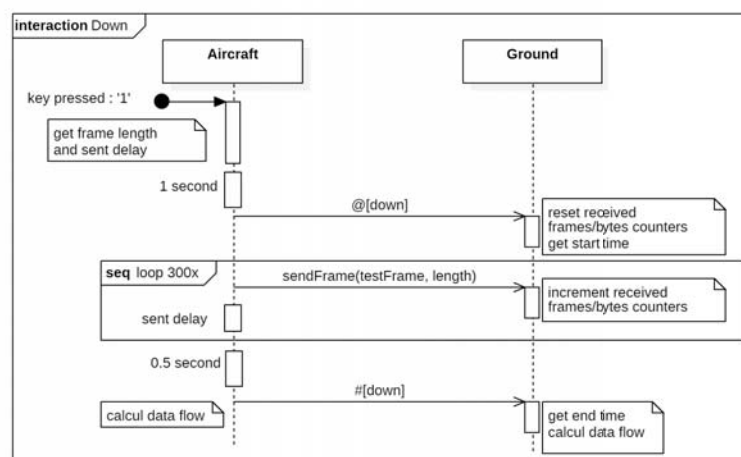 interaction Down
Aircraft
Ground
key pressed : '1'
get frame length
and sent delay
1 second
@[down]
reset received
frames/bytes counters
get start time
seq loop 300x
sendFrame(testFrame, length)
increment received
frames/bytes counters
sent delay
0.5 second
#[down]
calcul data flow
get end time
calcul data flow